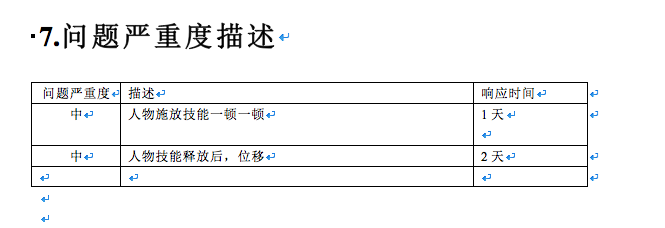 7.问题严重度描述
问题严重度 描述 响应时间
中 人物施放技能一顿一顿 1 天
中 人物技能释放后，位移 2 天